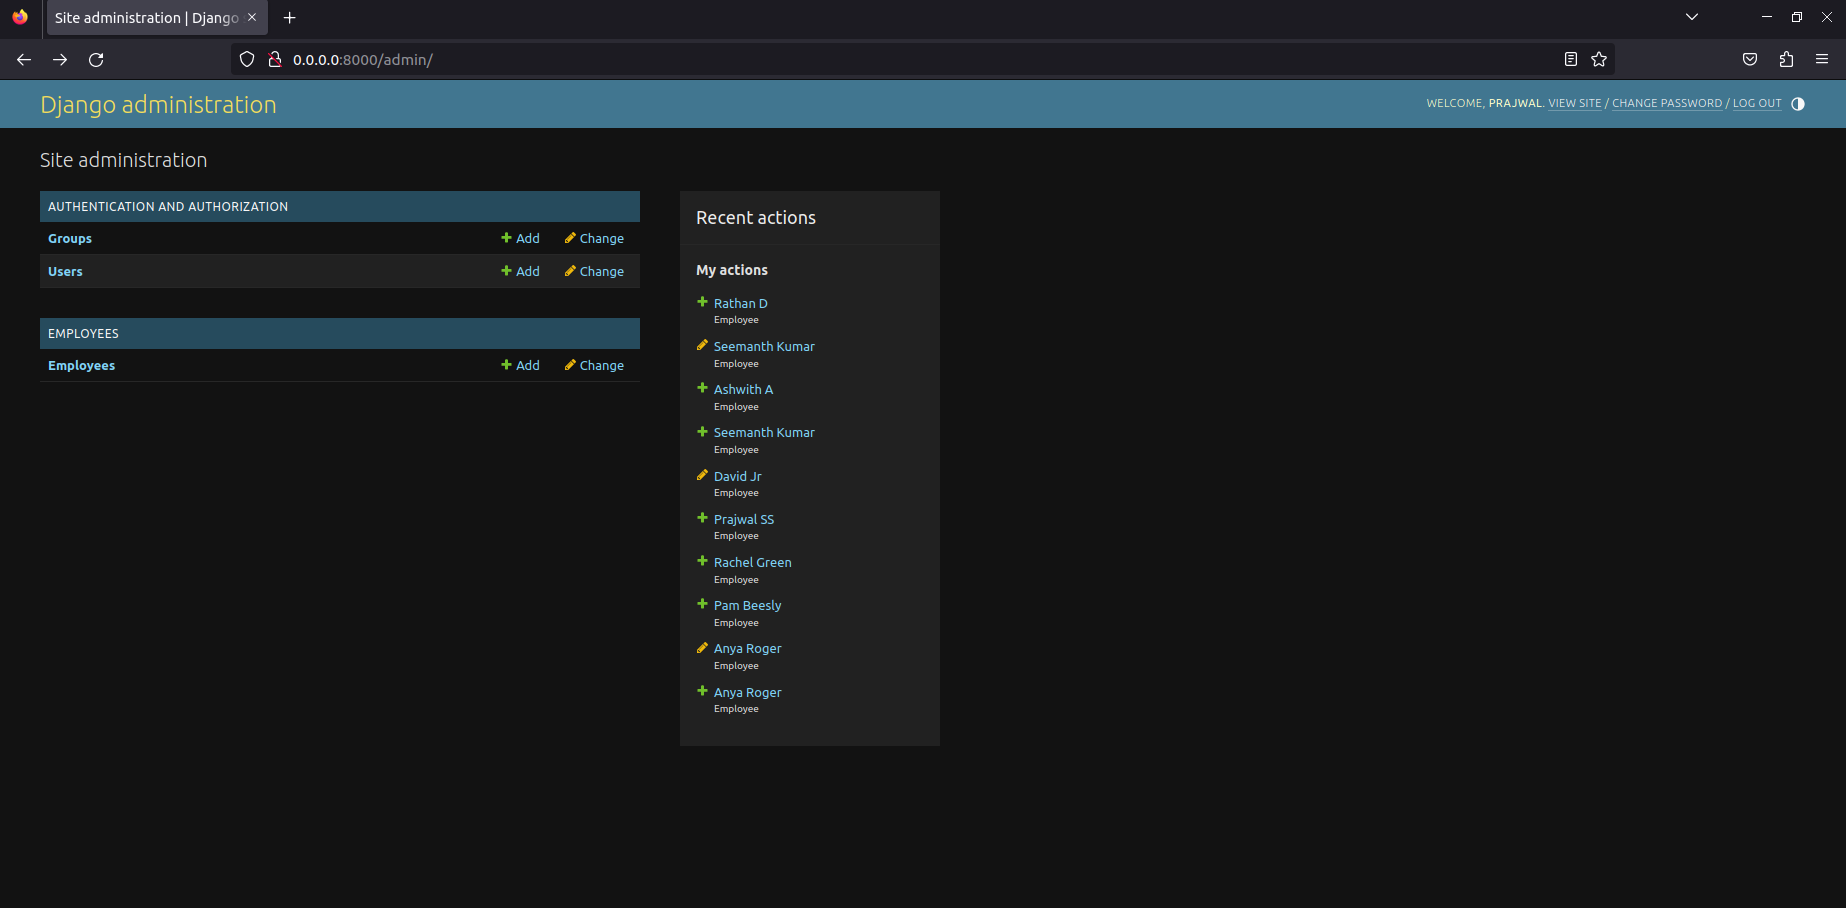 Site administration | Django
0.0.0.0:8000/admin/
Django administration
WELCOME, PRAJWAL. VIEW SITE / CHANGE PASSWORD / LOG OUT
Site administration
AUTHENTICATION AND AUTHORIZATION
Groups Add Change
Users Add Change
EMPLOYEES
Employees Add Change
Recent actions
My actions
Rathan D
Employee
Seemanth Kumar
Employee
Ashwith A
Employee
Seemanth Kumar
Employee
David Jr
Employee
Prajwal SS
Employee
Rachel Green
Employee
Pam Beesly
Employee
Anya Roger
Employee
Anya Roger
Employee